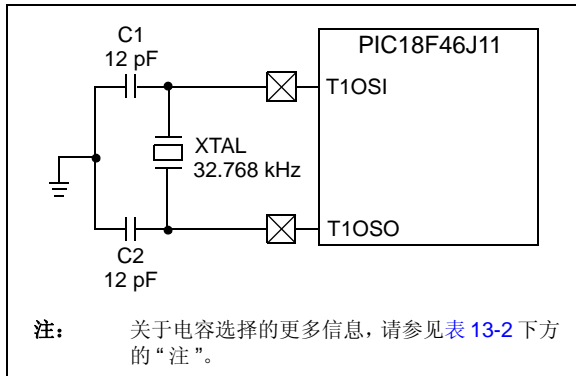 C1
12 pF
PIC18F46J11
T1OSI
XTAL
32.768 kHz
T1OSO
C2
12 pF
注： 关于电容选择的更多信息，请参见表 13-2 下方
的 “ 注 ”。